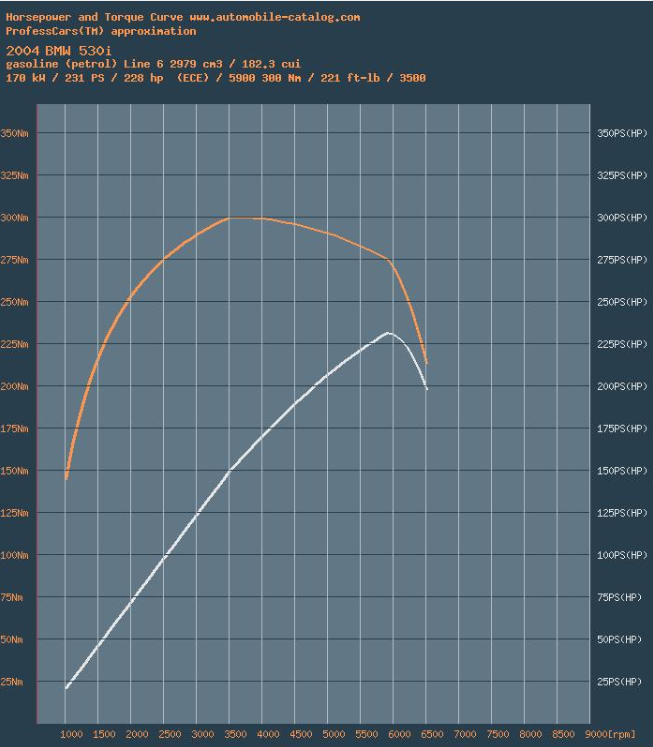 Horsepower and Torque Curve www.automobile-catalog.com
ProfessCars(TM) approximation
2004 BMW 530i
gasoline (petrol) Line 6 2979 cm3 / 182.3 cui
170 kW / 231 PS / 228 hp (ECE) / 5900 300 Nm / 221 ft-lb / 3500
350Nm 350PS(HP)
325Nm 325PS(HP)
300Nm 300PS(HP)
275Nm 275PS(HP)
250Nm 250PS(HP)
225Nm 225PS(HP)
200Nm 200PS(HP)
175Nm 175PS(HP)
150Nm 150PS(HP)
125Nm 125PS(HP)
100Nm 100PS(HP)
75Nm 75PS(HP)
50Nm 50PS(HP)
25Nm 25PS(HP)
1000 1500 2000 2500 3000 3500 4000 4500 5000 5500 6000 6500 7000 7500 8000 8500 9000[rpm]